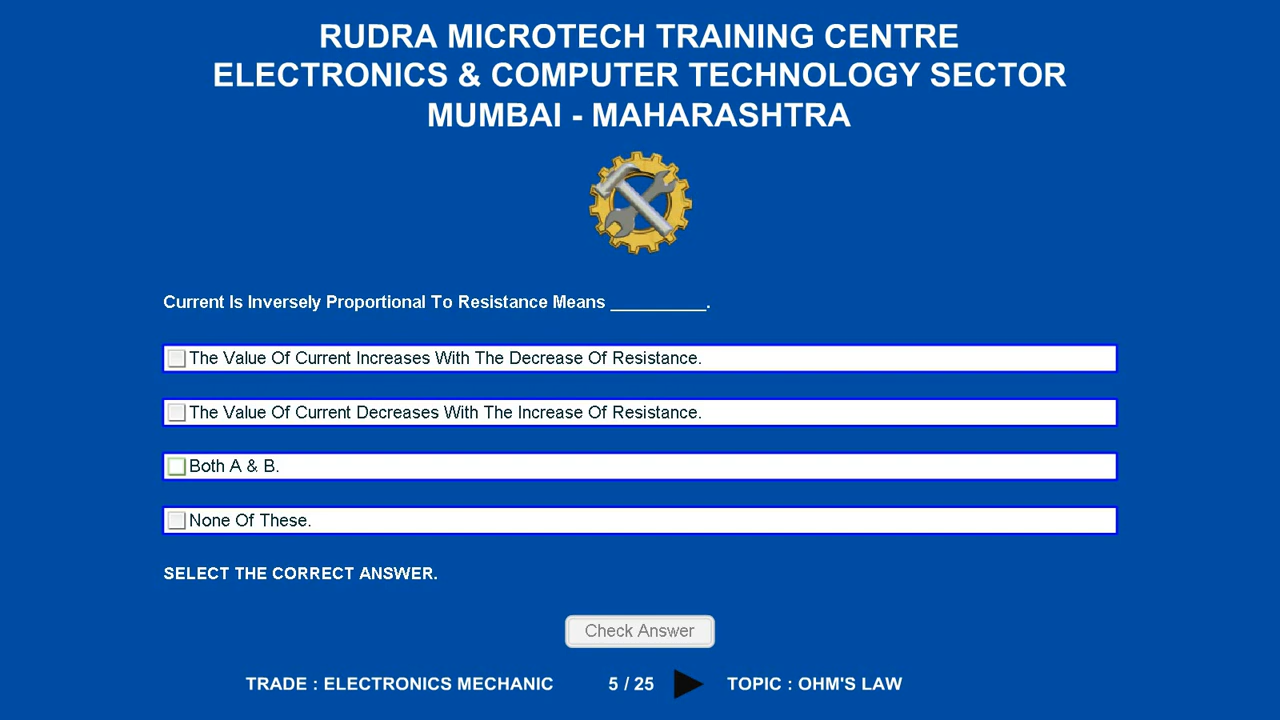 RUDRA MICROTECH TRAINING CENTRE
ELECTRONICS & COMPUTER TECHNOLOGY SECTOR
MUMBAI - MAHARASHTRA
Current Is Inversely Proportional To Resistance Means __________.
The Value Of Current Increases With The Decrease Of Resistance.
The Value Of Current Decreases With The Increase Of Resistance.
Both A & B.
None Of These.
SELECT THE CORRECT ANSWER.
Check Answer
TRADE : ELECTRONICS MECHANIC 5 / 25 TOPIC : OHM'S LAW